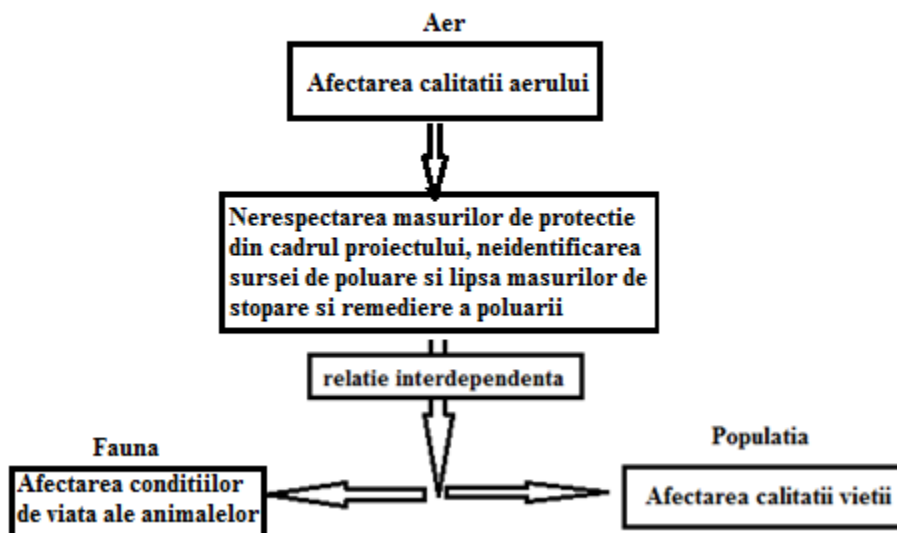 Aer
Afectarea calitatii aerului
Nerespectarea masurilor de protectie
din cadrul proiectului, neidentificarea
sursei de poluare si lipsa masurilor de
stopare si remediere a poluarii
relatie interdependenta
Fauna
Afectarea conditiilor
de viata ale animalelor
Populatia
Afectarea calitatii vietii